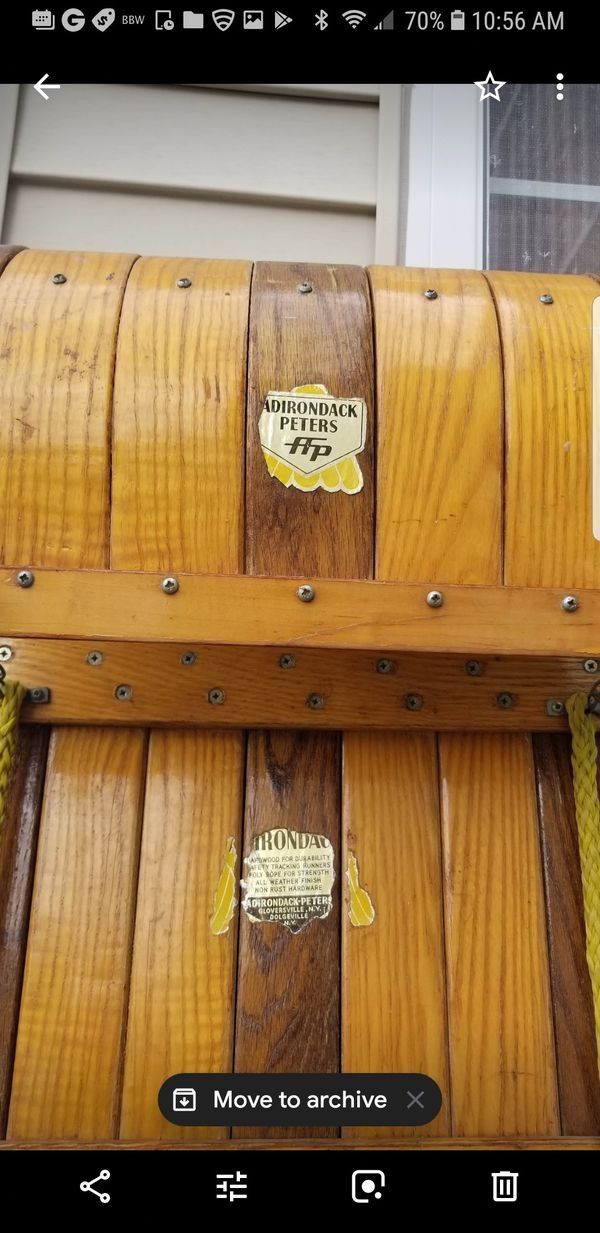 BBW 70% 10:56 AM
ADIRONDACK
PETERS
IRONDAC
ARDWOOD FOR DURABILITY
AFETY TRACKING RUNNERS
POLY ROPE FOR STRENGTH
ALL WEATHER FINISH
NON RUST HARDWARE
ADIRONDACK-PETERS
GLOVERSVILLE, N.Y.
DOLGEVILLE
N.Y.
Move to archive